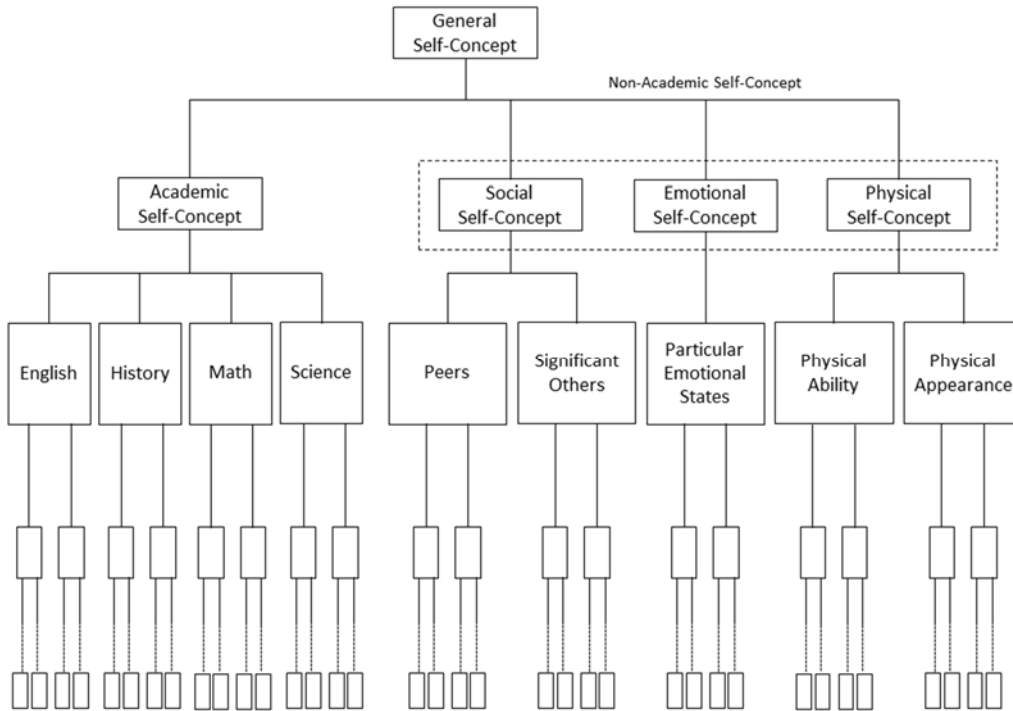 General
Self-Concept
Non-Academic Self-Concept
Academic
Self-Concept
Social
Self-Concept
Emotional
Self-Concept
Physical
Self-Concept
English
History
Math
Science
Peers
Significant
Others
Particular
Emotional
States
Physical
Ability
Physical
Appearance